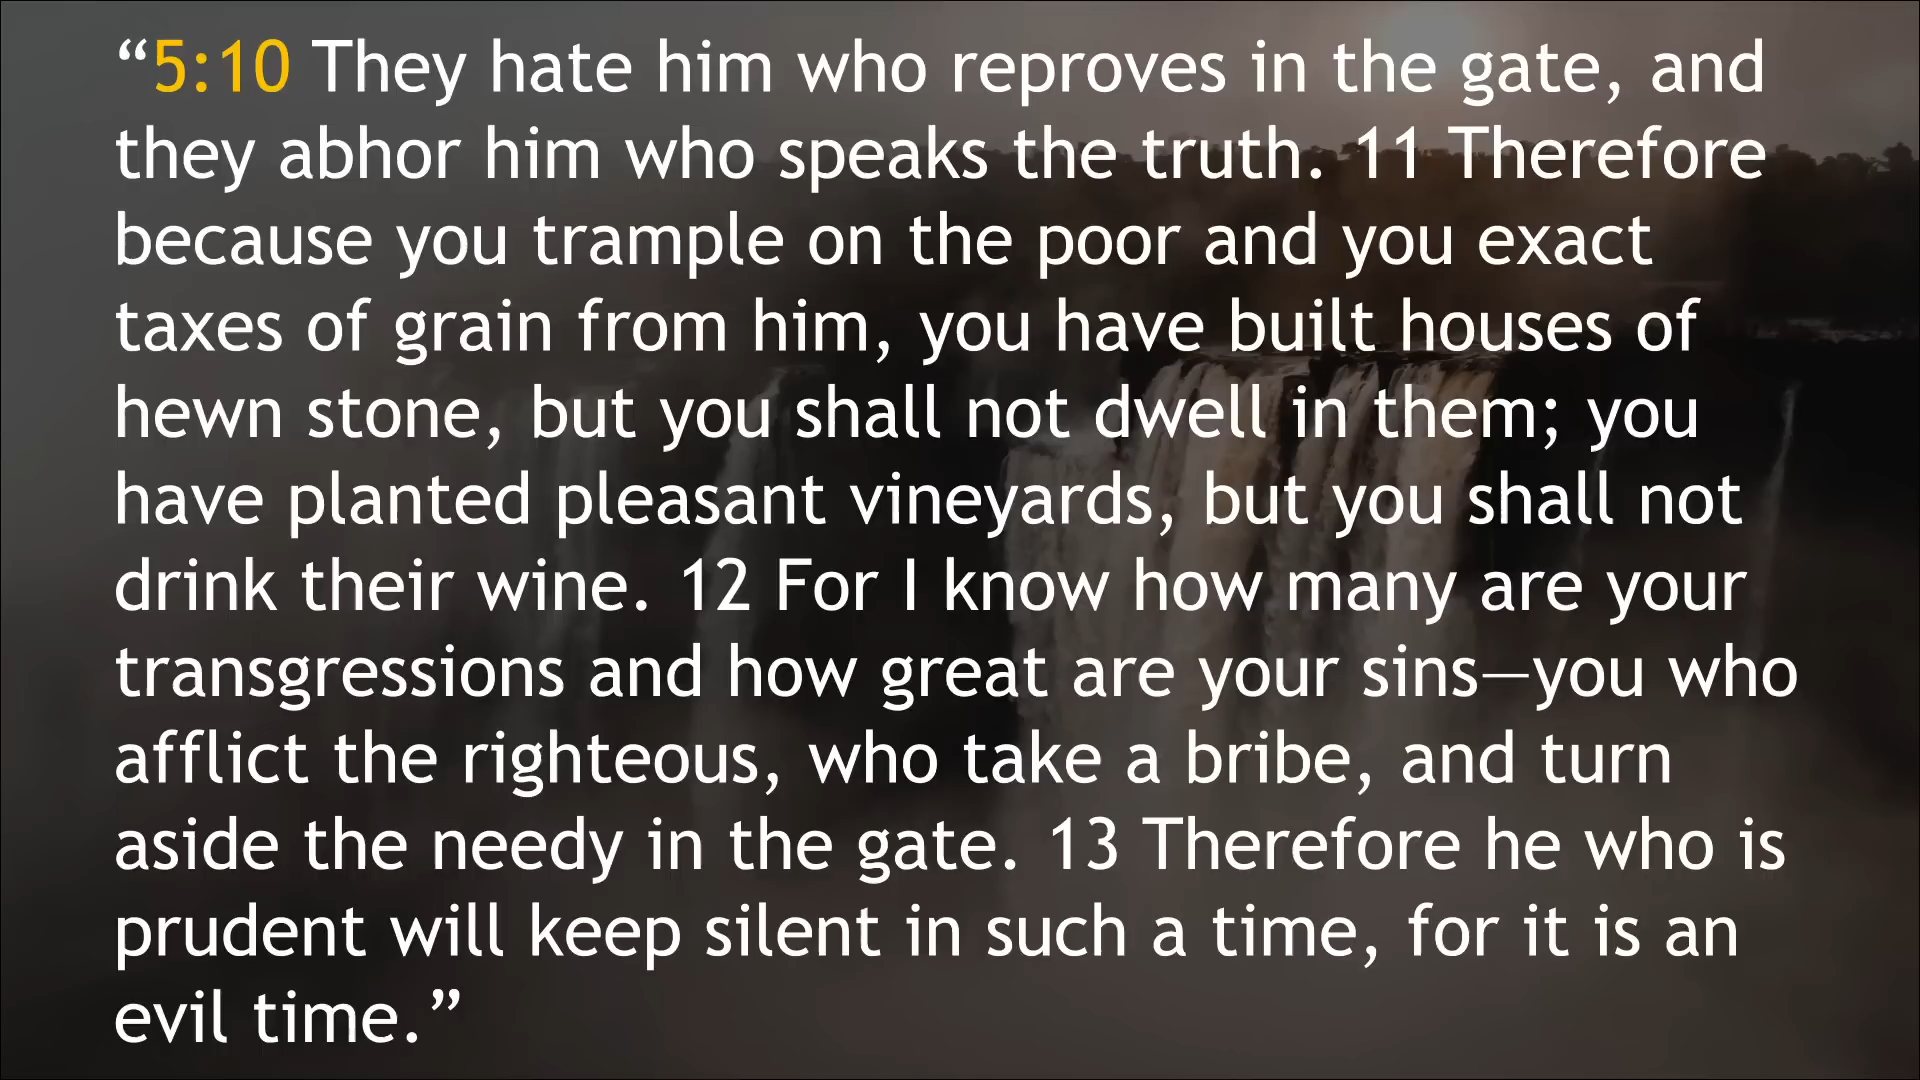 “5:10 They hate him who reproves in the gate, and
they abhor him who speaks the truth. 11 Therefore
because you trample on the poor and you exact
taxes of grain from him, you have built houses of
hewn stone, but you shall not dwell in them; you
have planted pleasant vineyards, but you shall not
drink their wine. 12 For I know how many are your
transgressions and how great are your sins—you who
afflict the righteous, who take a bribe, and turn
aside the needy in the gate. 13 Therefore he who is
prudent will keep silent in such a time, for it is an
evil time.”